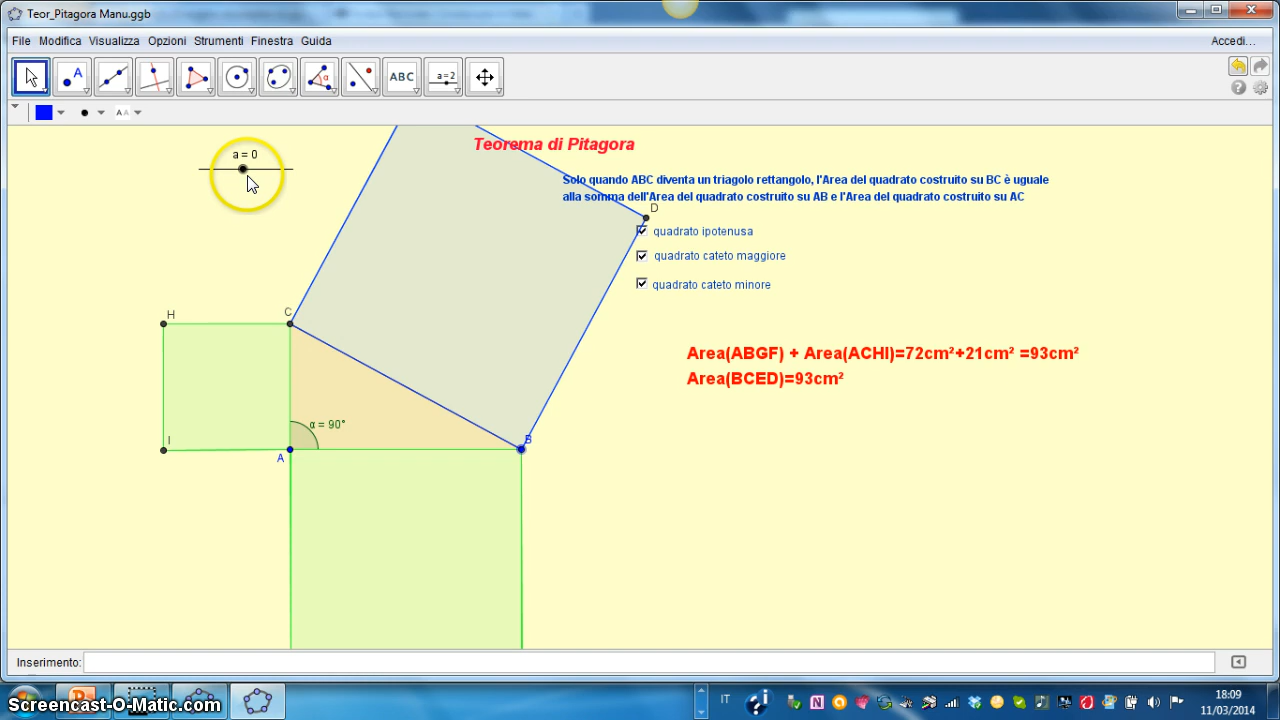 Teor_Pitagora Manu.ggb
File Modifica Visualizza Opzioni Strumenti Finestra Guida Accedi...
A
α
ABC
a=2
A A
a = 0
Teorema di Pitagora
Solo quando ABC diventa un triagolo rettangolo, l'Area del quadrato costruito su BC è uguale
alla somma dell'Area del quadrato costruito su AB e l'Area del quadrato costruito su AC
D
quadrato ipotenusa
quadrato cateto maggiore
quadrato cateto minore
H
C
Area(ABGF) + Area(ACHI)=72cm²+21cm² =93cm²
Area(BCED)=93cm²
α = 90°
I
B
A
Inserimento:
IT
18:09
11/03/2014
Screencast-O-Matic.com